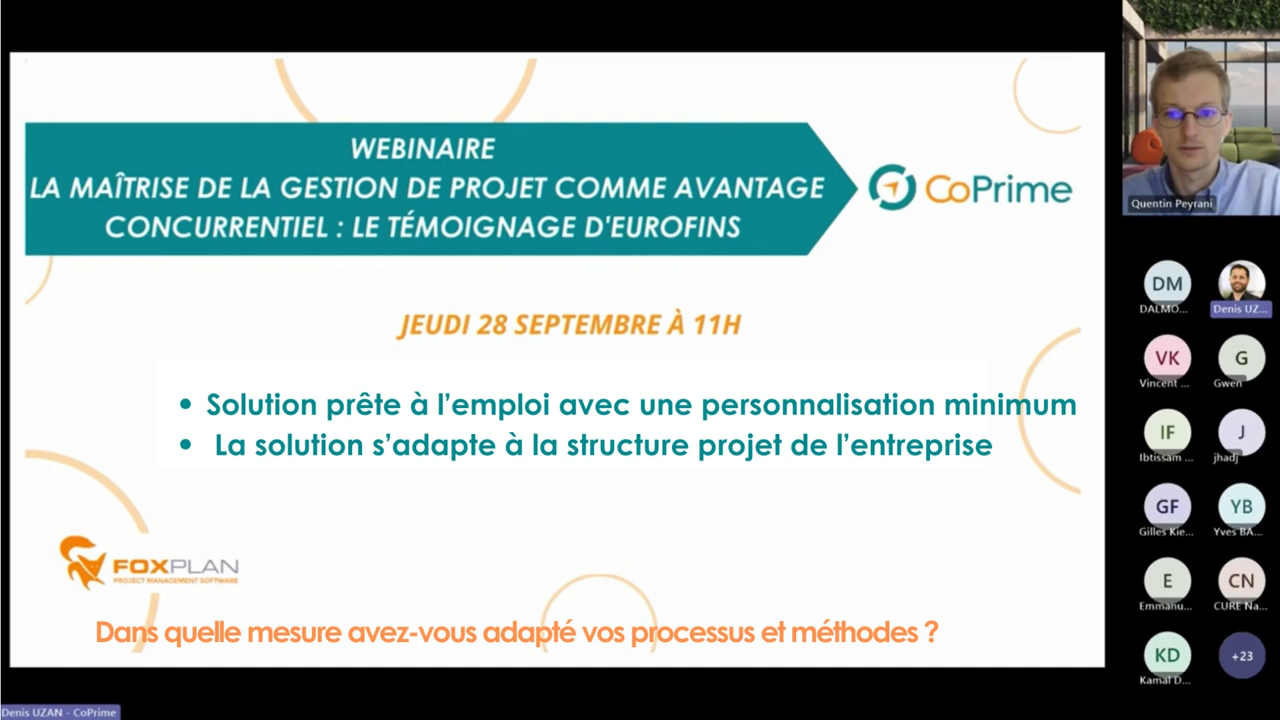 WEBINAIRE
LA MAÎTRISE DE LA GESTION DE PROJET COMME AVANTAGE
CONCURRENTIEL : LE TÉMOIGNAGE D'EUROFINS
CoPrime
JEUDI 28 SEPTEMBRE À 11H
• Solution prête à l’emploi avec une personnalisation minimum
• La solution s’adapte à la structure projet de l’entreprise
FOXPLAN
PROJECT MANAGEMENT SOFTWARE
Dans quelle mesure avez-vous adapté vos processus et méthodes ?
Denis UZAN - CoPrime
Quentin Peyrani
DM
DALMO...
Denis UZ...
VK
Vincent ...
G
Gwen
IF
Ibtissam ...
J
jhadj
GF
Gilles Kie...
YB
Yves BA...
E
Emmanu...
CN
CURE Na...
KD
Kamal D...
+23